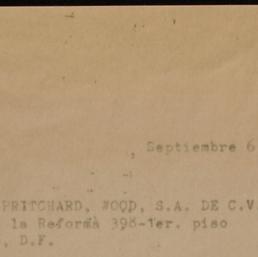 , Septiembre 6
PRITCHARD, WOOD, S.A. DE C.V
la Reforma 398-1er. piso
, D.F.